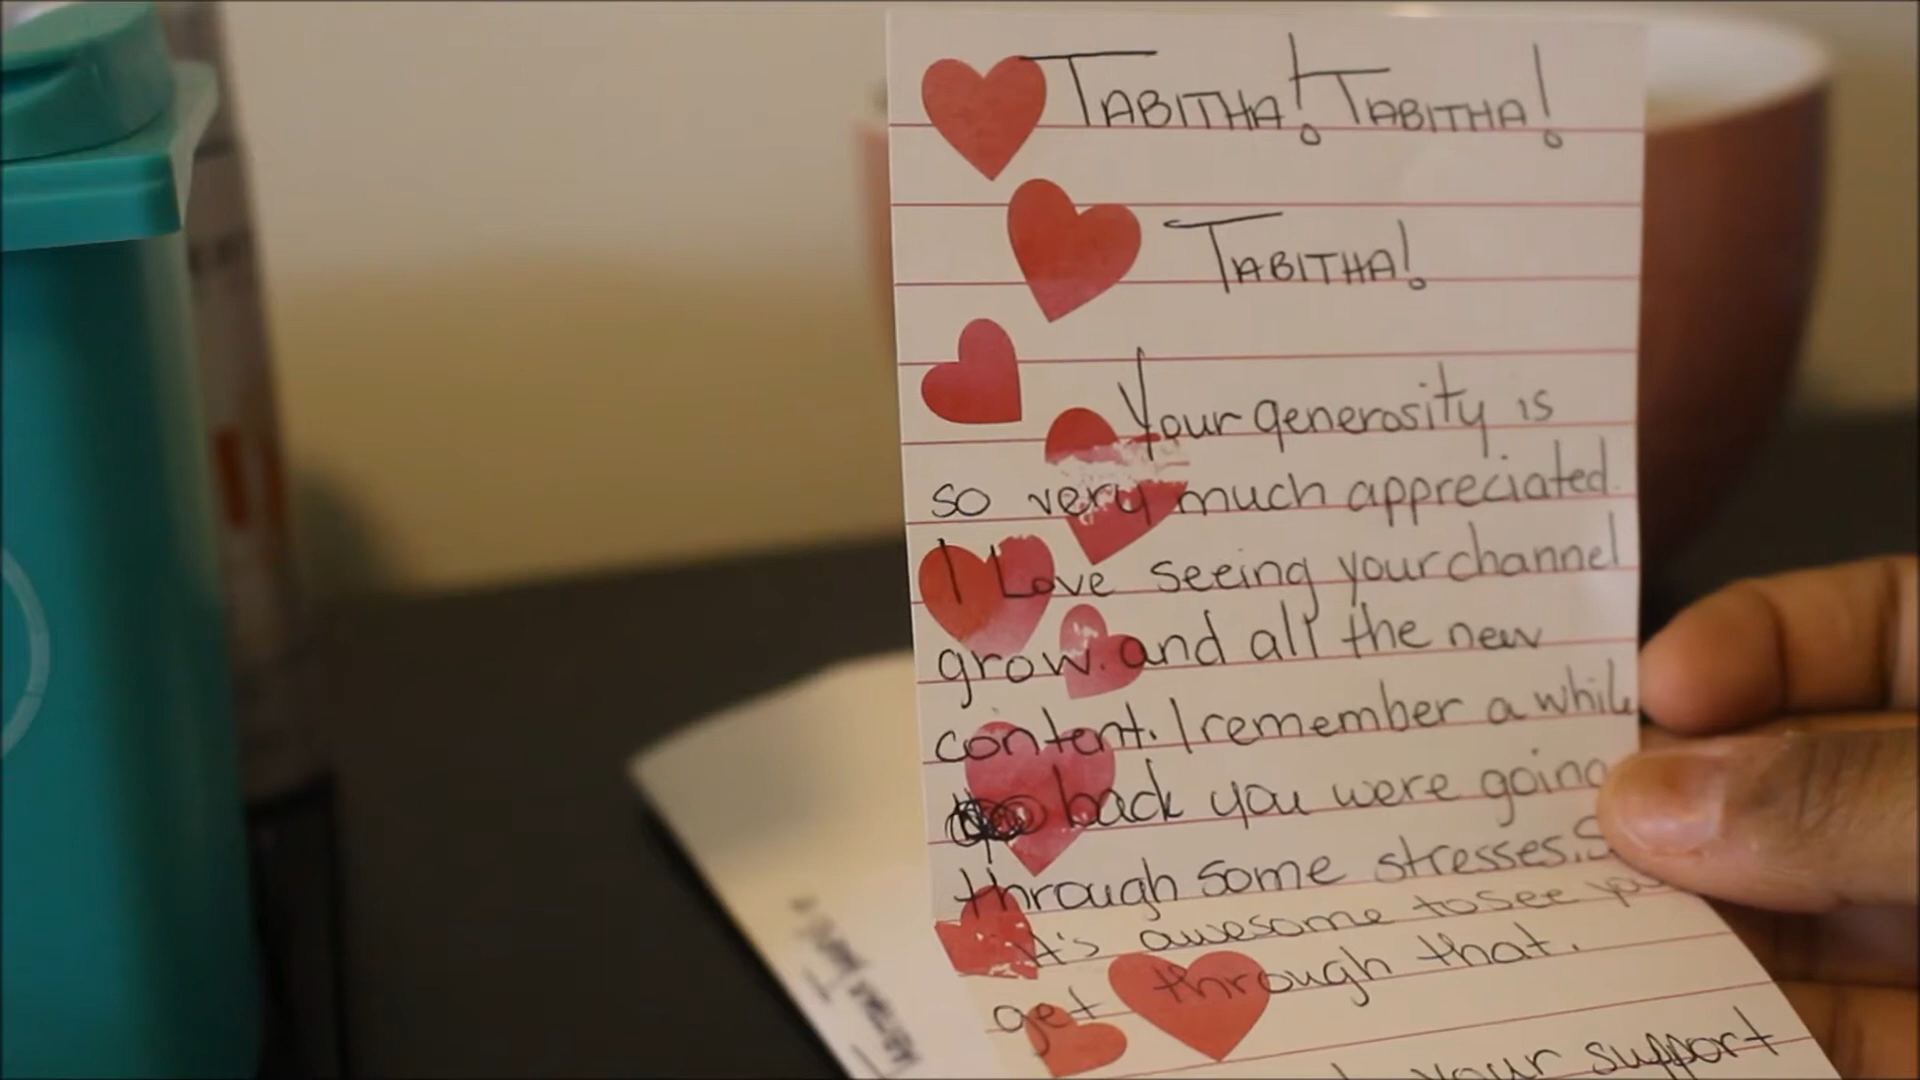 TABITHA! TABITHA!
TABITHA!
Your generosity is
so very much appreciated.
I Love seeing your channel
grow. and all the new
content. I remember a while
back you were going
through some stresses. S
It's awesome to see you
get through that.
your support